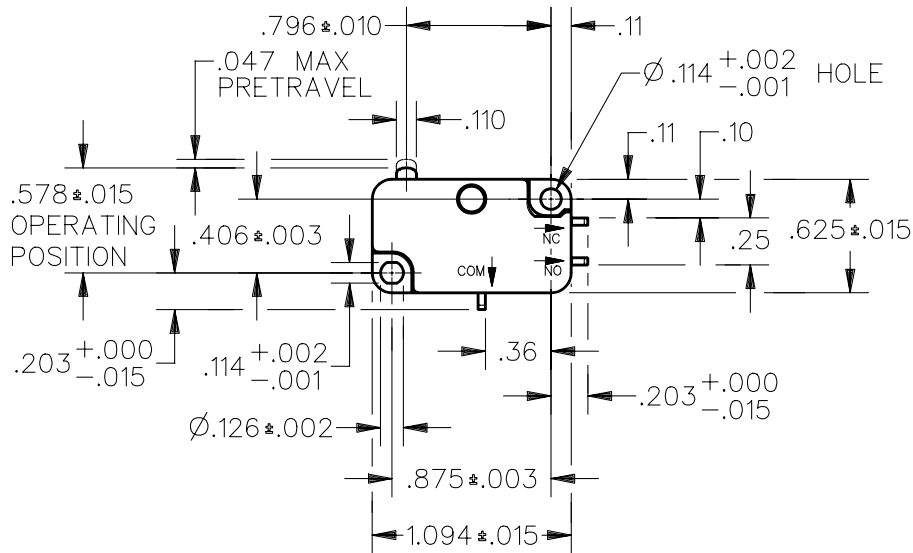 .796±.010
.11
.047 MAX
PRETRAVEL
Ø .114 +.002 -.001 HOLE
.110
.11
.10
.578±.015
OPERATING
POSITION
.406±.003
NC
.25
.625±.015
COM
NO
.203 +.000 -.015
.114 +.002 -.001
.36
.203 +.000 -.015
Ø.126±.002
.875±.003
1.094±.015